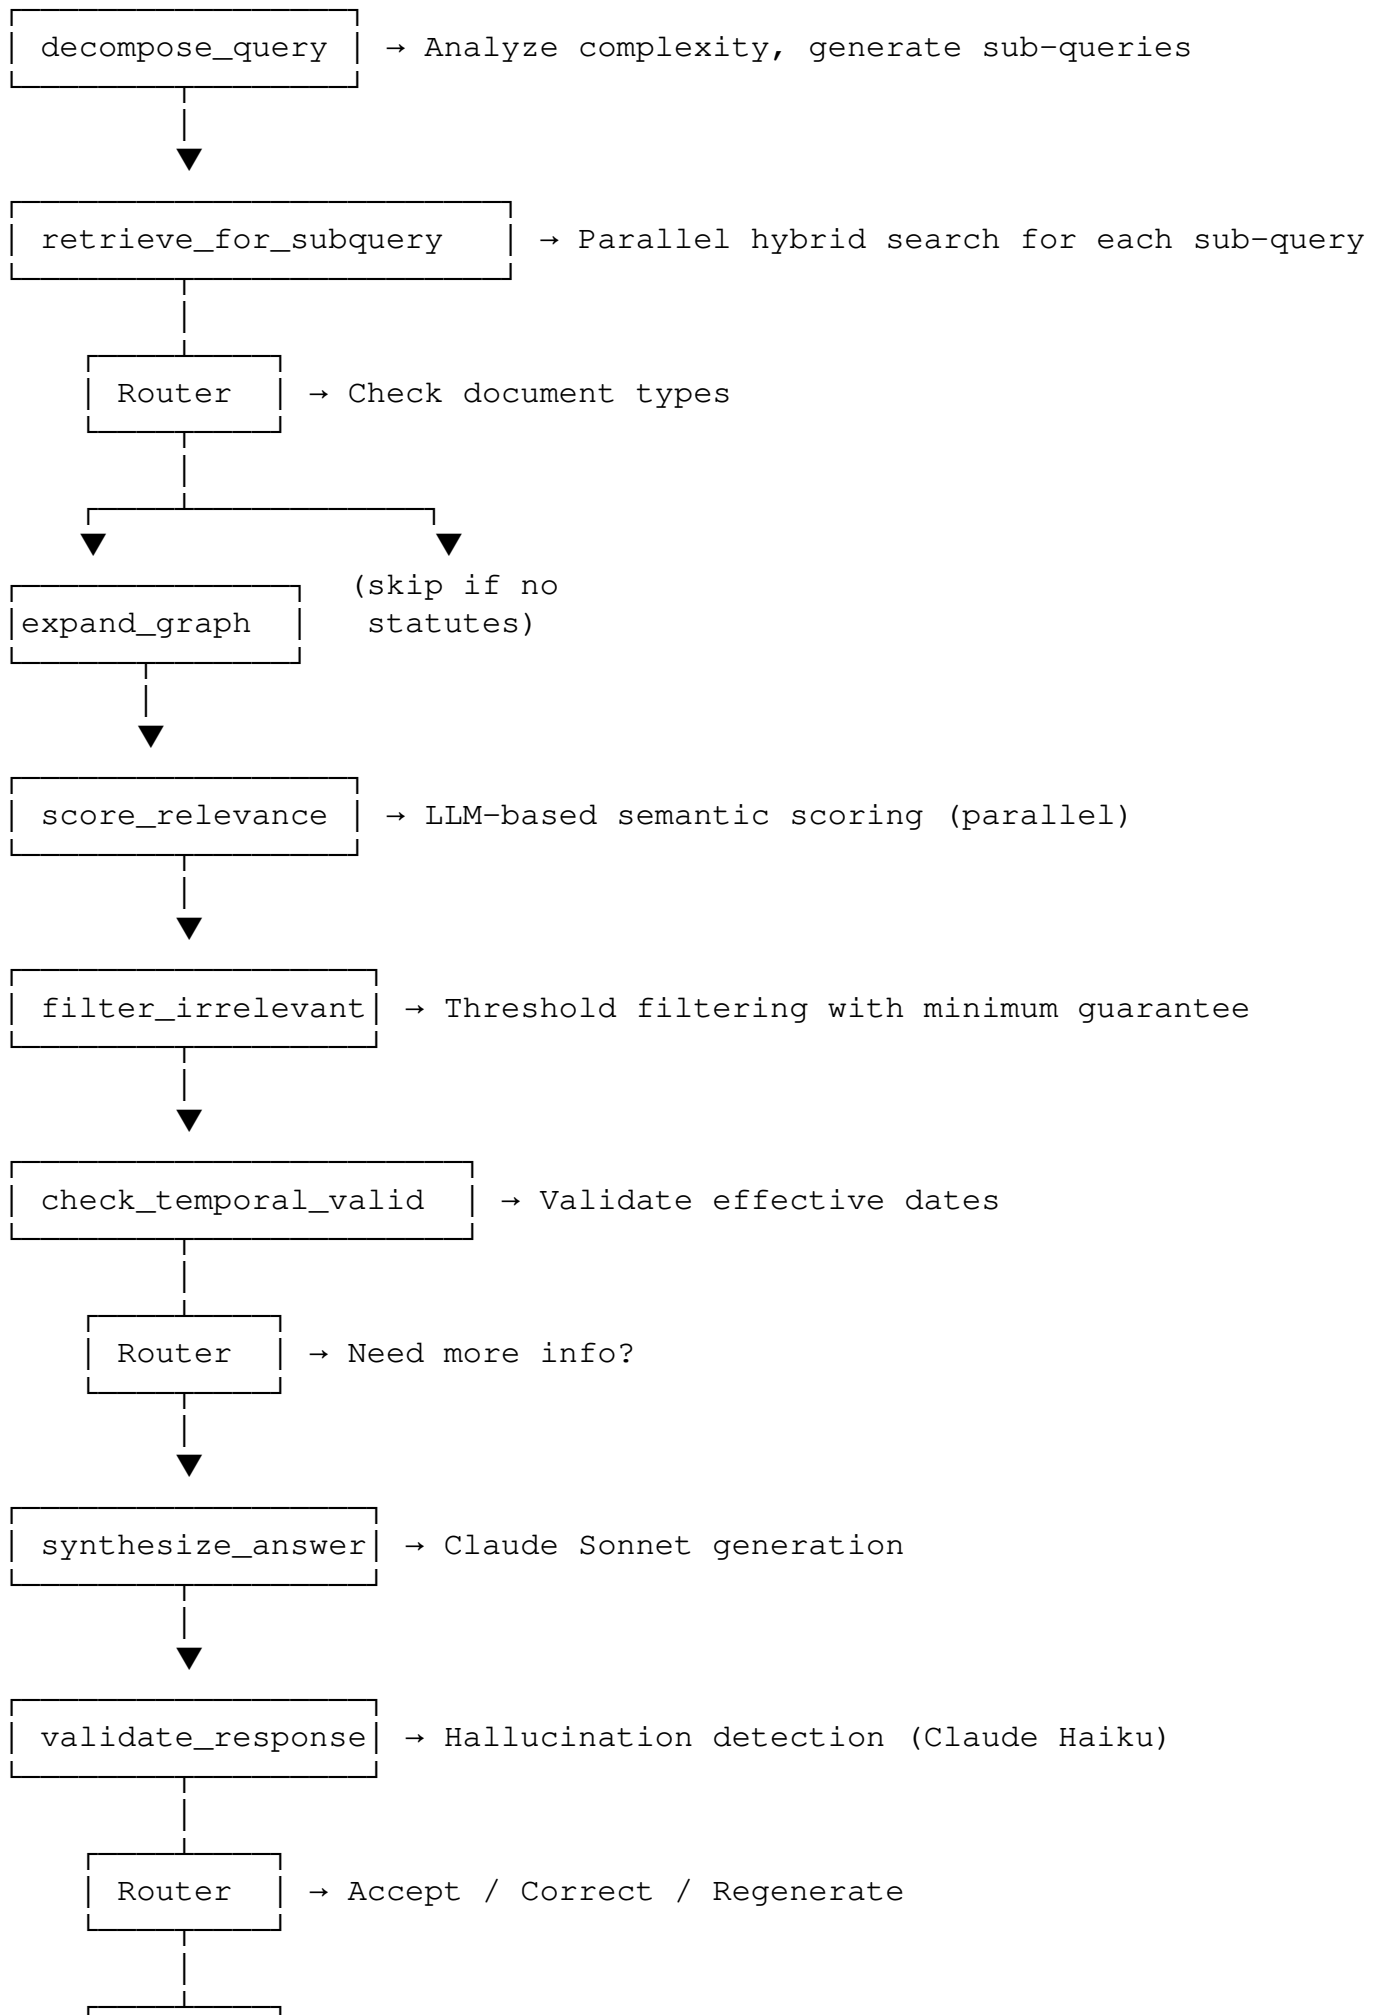 decompose_query → Analyze complexity, generate sub-queries
retrieve_for_subquery → Parallel hybrid search for each sub-query
Router → Check document types
(skip if no
expand_graph statutes)
score_relevance → LLM-based semantic scoring (parallel)
filter_irrelevant → Threshold filtering with minimum guarantee
check_temporal_valid → Validate effective dates
Router → Need more info?
synthesize_answer → Claude Sonnet generation
validate_response → Hallucination detection (Claude Haiku)
Router → Accept / Correct / Regenerate